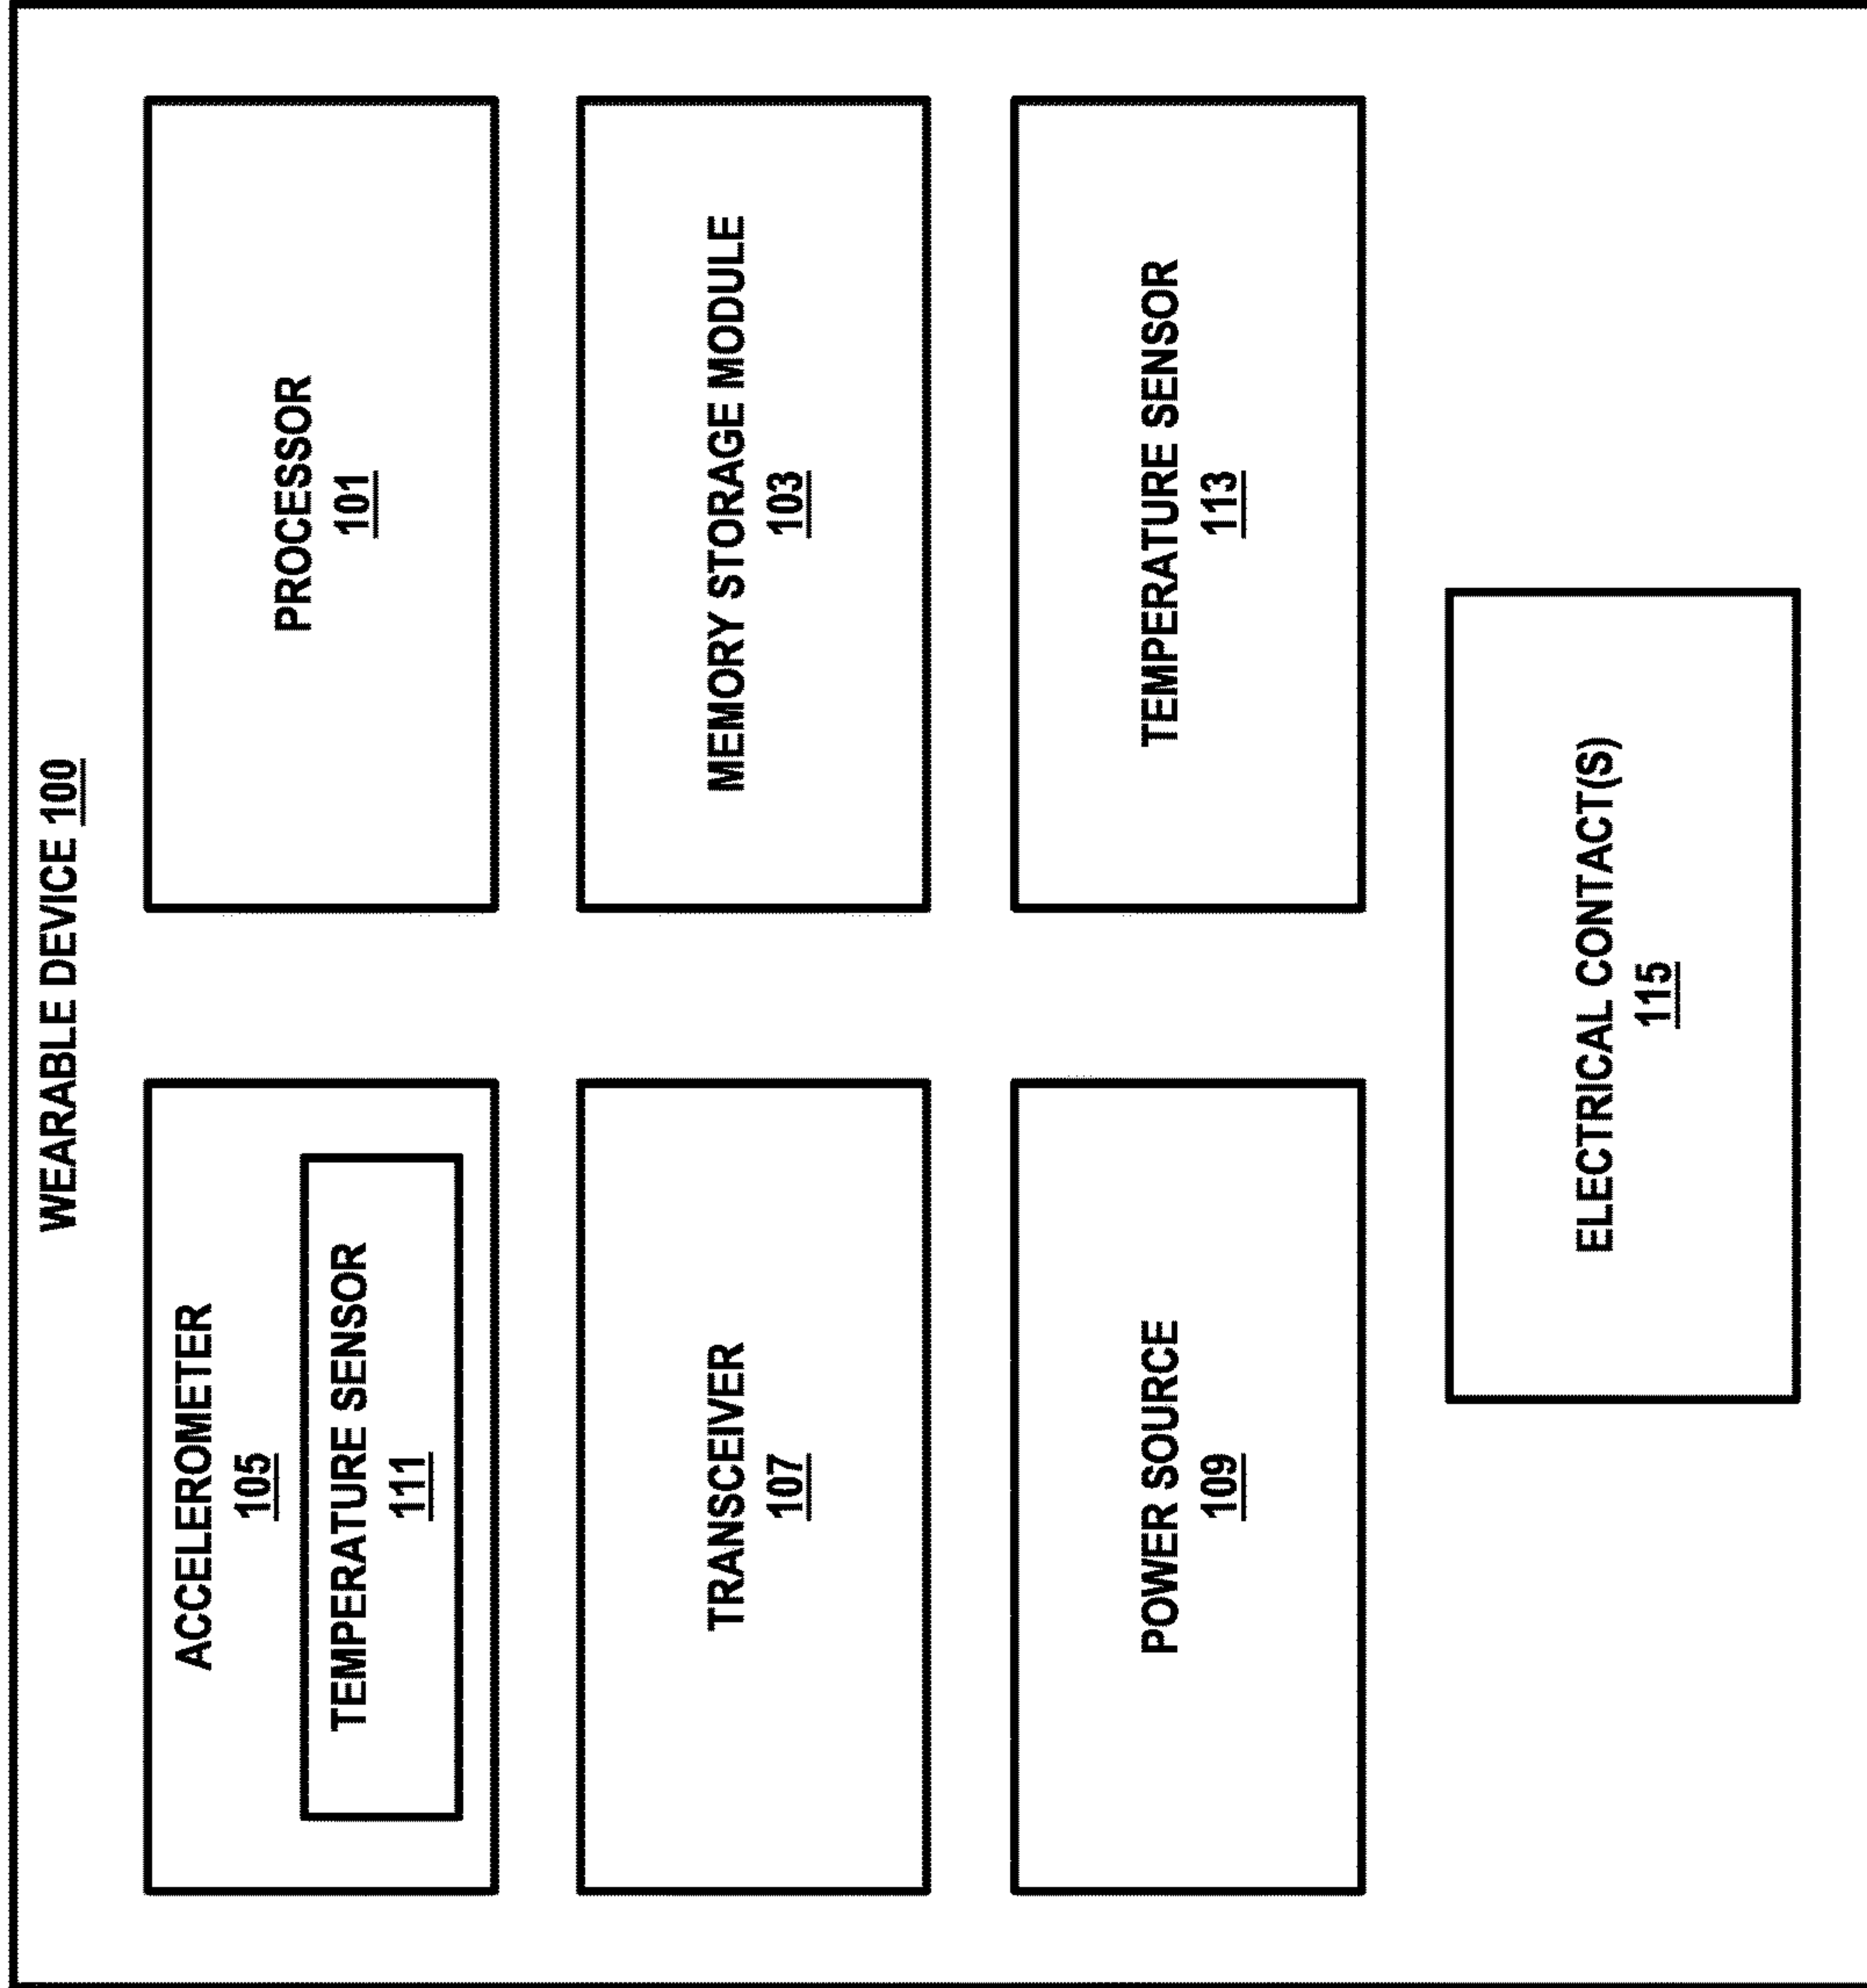 WEARABLE DEVICE 100
ACCELEROMETER
105
TEMPERATURE SENSOR
111
PROCESSOR
101
TRANSCEIVER
107
MEMORY STORAGE MODULE
103
POWER SOURCE
109
TEMPERATURE SENSOR
113
ELECTRICAL CONTACT(S)
115